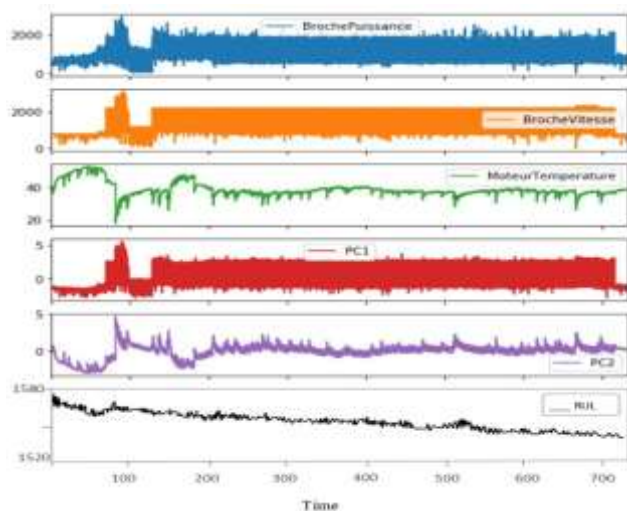 BrochePuissance
2000
0
BrocheVitesse
2000
0
MoteurTemperature
40
20
PC1
5
0
PC2
5
0
RUL
1580
1520
100 200 300 400 500 600 700
Time